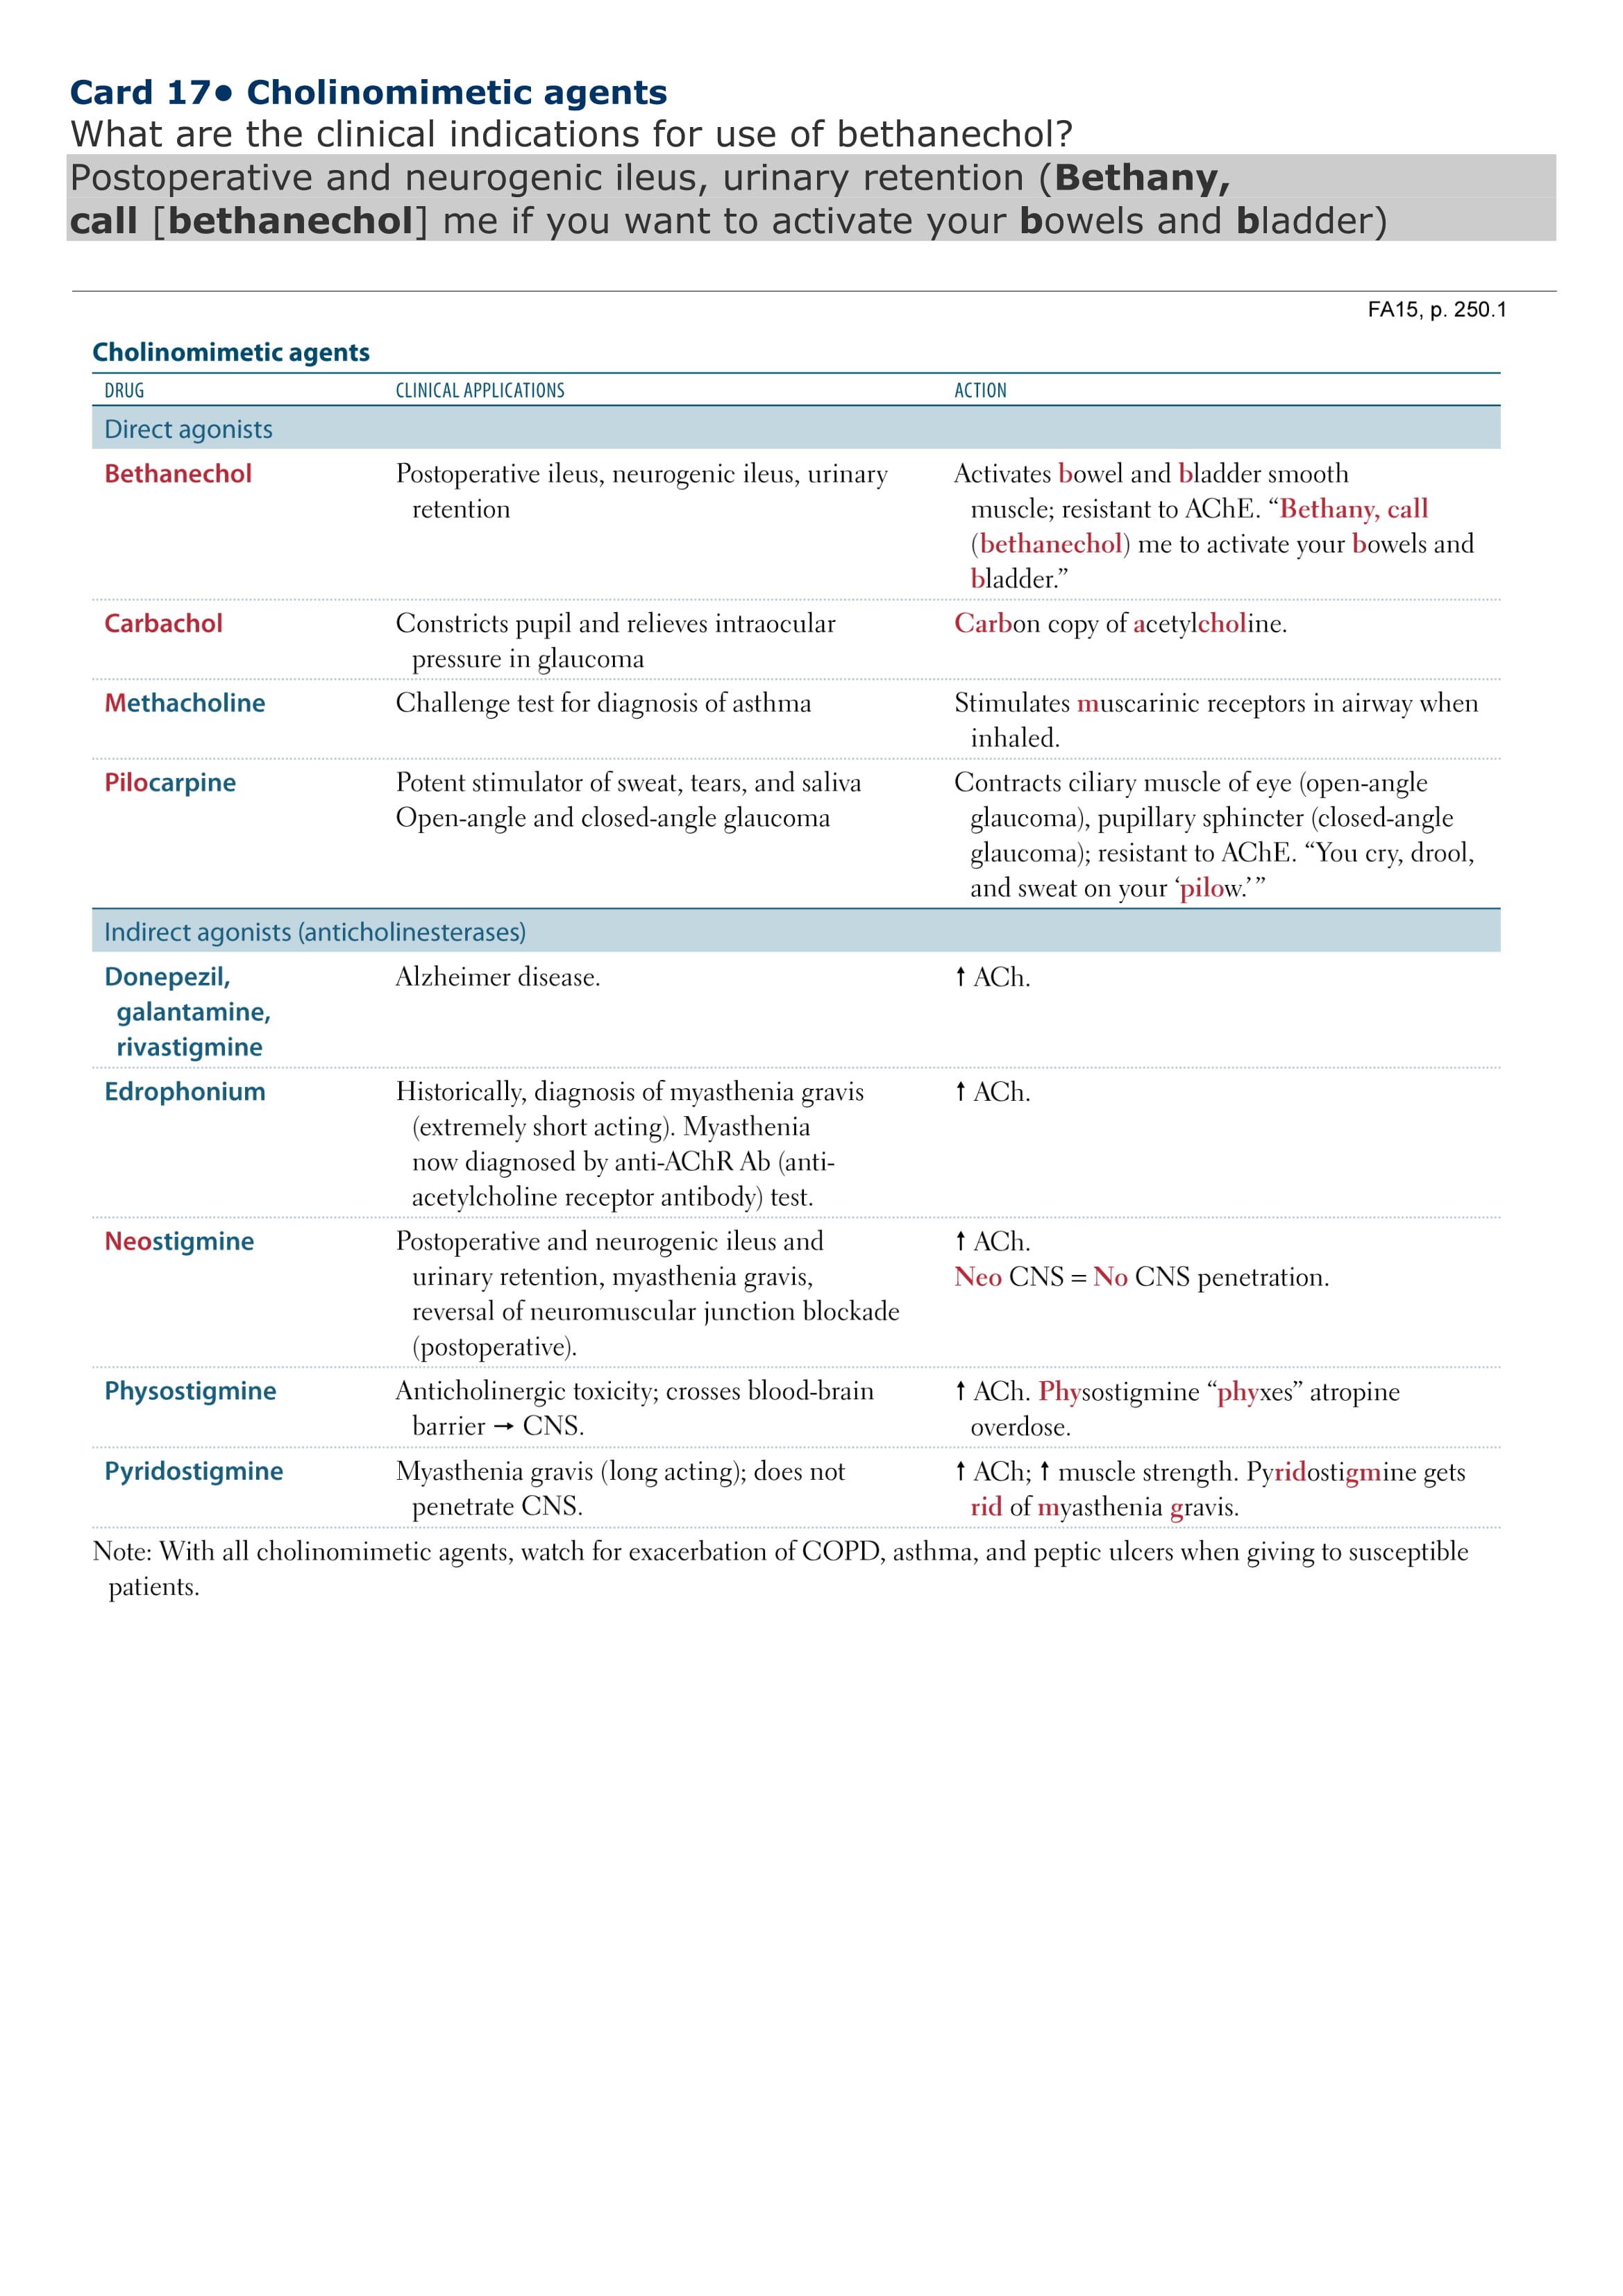 Card 17● Cholinomimetic agents
What are the clinical indications for use of bethanechol?
Postoperative and neurogenic ileus, urinary retention (Bethany,
call [bethanechol] me if you want to activate your bowels and bladder)
FA15, p. 250.1
Cholinomimetic agents
DRUG CLINICAL APPLICATIONS ACTION
Direct agonists
Bethanechol Postoperative ileus, neurogenic ileus, urinary Activates bowel and bladder smooth
retention muscle; resistant to AChE. “Bethany, call
(bethanechol) me to activate your bowels and
bladder.”
Carbachol Constricts pupil and relieves intraocular Carbon copy of acetylcholine.
pressure in glaucoma
Methacholine Challenge test for diagnosis of asthma Stimulates muscarinic receptors in airway when
inhaled.
Pilocarpine Potent stimulator of sweat, tears, and saliva Contracts ciliary muscle of eye (open-angle
Open-angle and closed-angle glaucoma glaucoma), pupillary sphincter (closed-angle
glaucoma); resistant to AChE. “You cry, drool,
and sweat on your ‘pilow.’”
Indirect agonists (anticholinesterases)
Donepezil, Alzheimer disease. ↑ ACh.
galantamine,
rivastigmine
Edrophonium Historically, diagnosis of myasthenia gravis ↑ ACh.
(extremely short acting). Myasthenia
now diagnosed by anti-AChR Ab (anti-
acetylcholine receptor antibody) test.
Neostigmine Postoperative and neurogenic ileus and ↑ ACh.
urinary retention, myasthenia gravis, Neo CNS = No CNS penetration.
reversal of neuromuscular junction blockade
(postoperative).
Physostigmine Anticholinergic toxicity; crosses blood-brain ↑ ACh. Physostigmine “phyxes” atropine
barrier → CNS. overdose.
Pyridostigmine Myasthenia gravis (long acting); does not ↑ ACh; ↑ muscle strength. Pyridostigmine gets
penetrate CNS. rid of myasthenia gravis.
Note: With all cholinomimetic agents, watch for exacerbation of COPD, asthma, and peptic ulcers when giving to susceptible
patients.